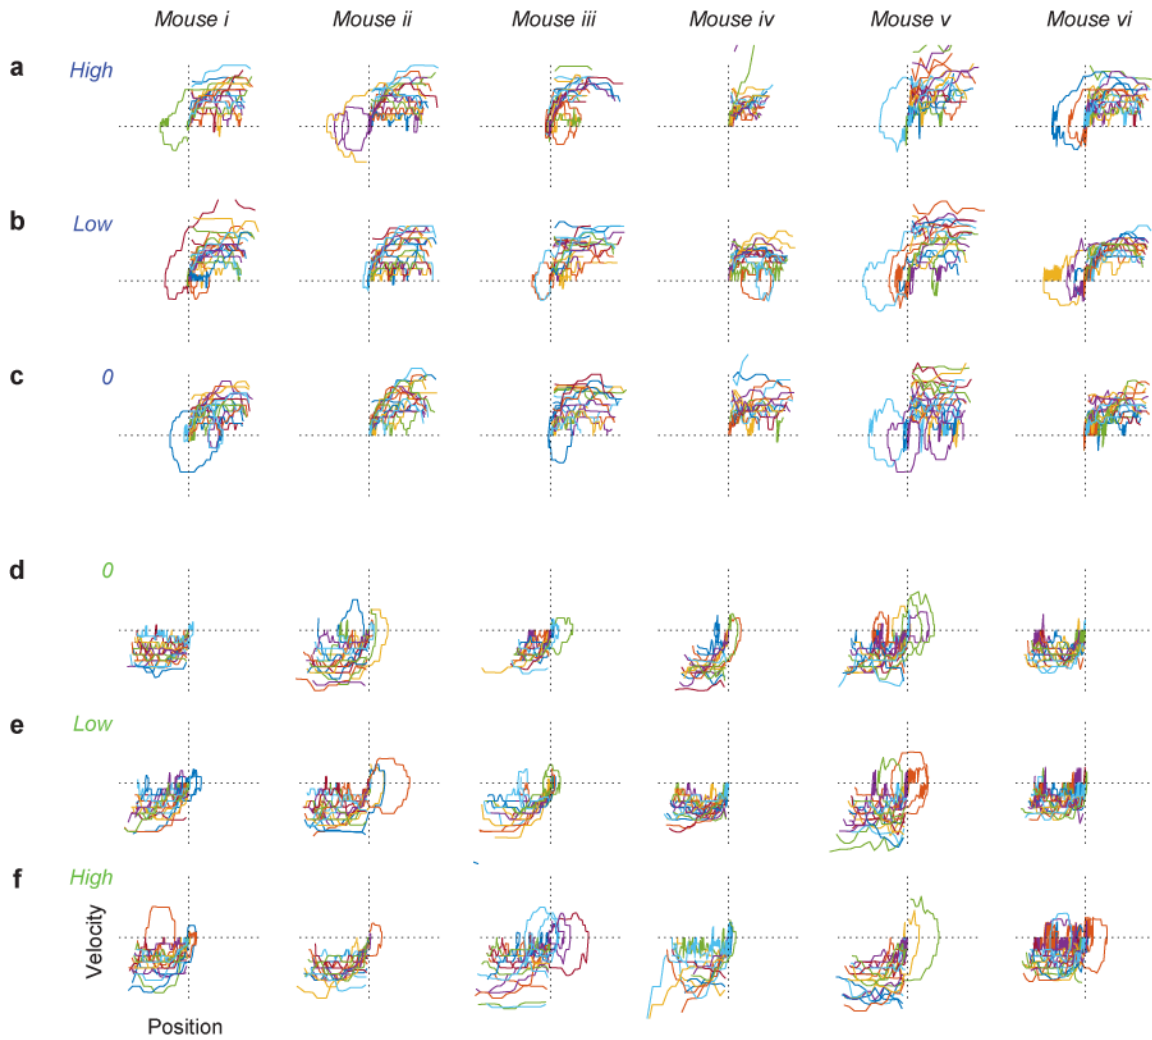 Mouse i Mouse ii Mouse iii Mouse iv Mouse v Mouse vi
a High
b Low
c 0
d 0
e Low
f High
Velocity
Position